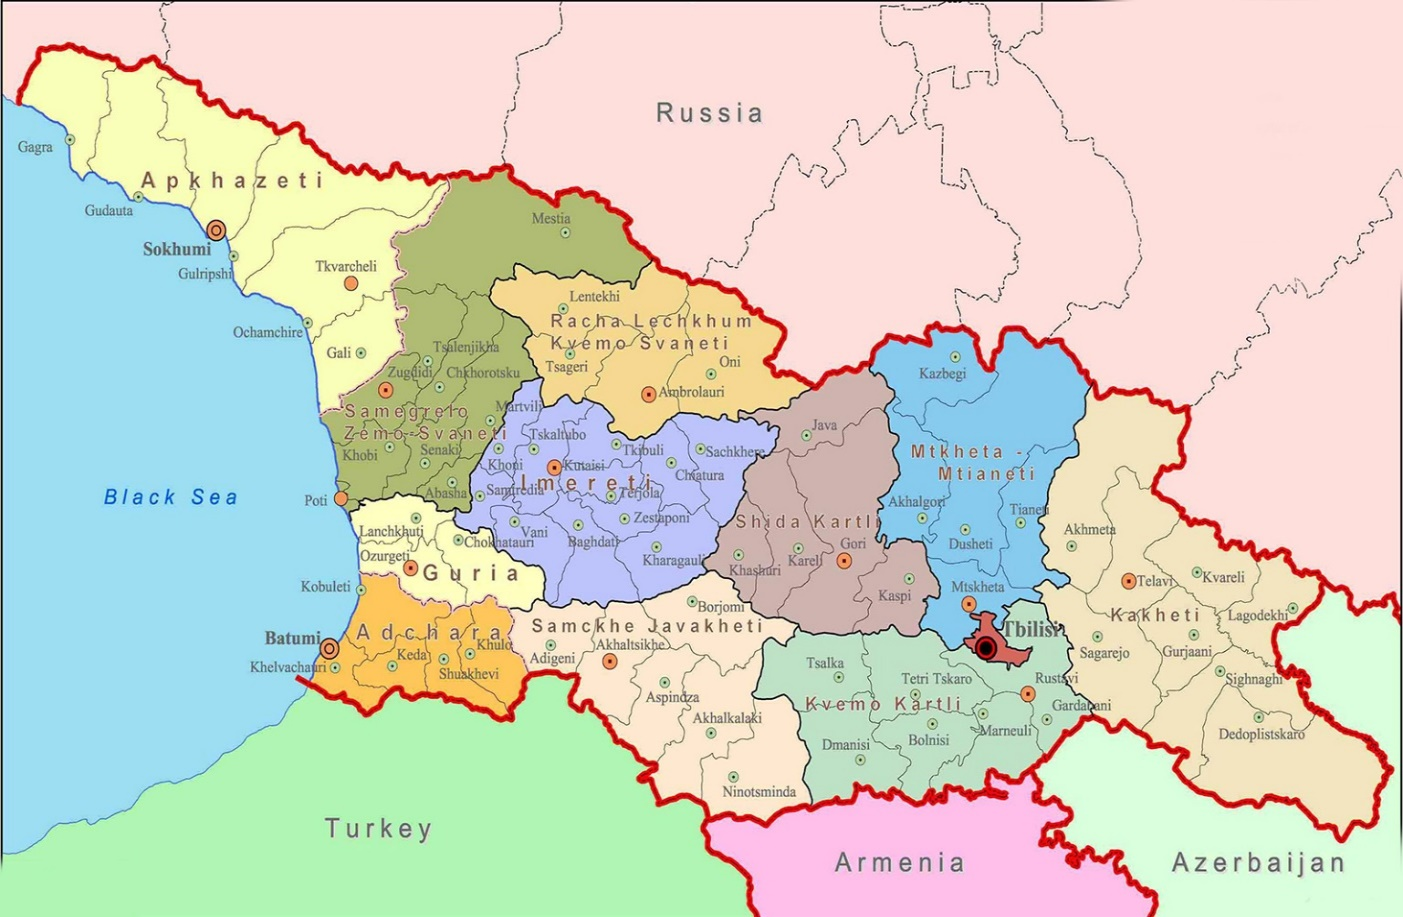 Russia
Gagra
Apkhazeti
Gudauta
Mestia
Sokhumi
Gulripshi
Tkvarcheli
Lentekhi
Racha Lechkhum
Kvemo Svaneti
Ochamchire
Gali
Tsalenjikha
Tsageri
Oni
Zugdidi
Chkhorotsku
Ambrolauri
Kazbegi
Samegrelo
Zemo-Svaneti
Martvili
Java
Khobi
Senaki
Khoni
Tskaltubo
Tkibuli
Sachkhere
Chiatura
Kutaisi
Imereti
Mtkheta -
Mtianeti
Black Sea
Poti
Abasha
Samtredia
Terjola
Akhalgori
Tianeti
Lanchkhuti
Chokhatauri
Vani
Zestaponi
Baghdati
Shida Kartli
Dusheti
Akhmeta
Ozurgeti
Guria
Kharagauli
Khashuri
Kareli
Gori
Kobuleti
Kaspi
Mtskheta
Telavi
Kvareli
Borjomi
Kakheti
Lagodekhi
Batumi
Adchara
Samckhe Javakheti
Tbilisi
Khelvachauri
Keda
Khulo
Shuakhevi
Adigeni
Akhaltsikhe
Tsalka
Sagarejo
Gurjaani
Aspindza
Tetri Tskaro
Rustavi
Sighnaghi
Kvemo Kartli
Gardabani
Akhalkalaki
Dmanisi
Bolnisi
Marneuli
Dedoplistskaro
Ninotsminda
Turkey
Armenia
Azerbaijan